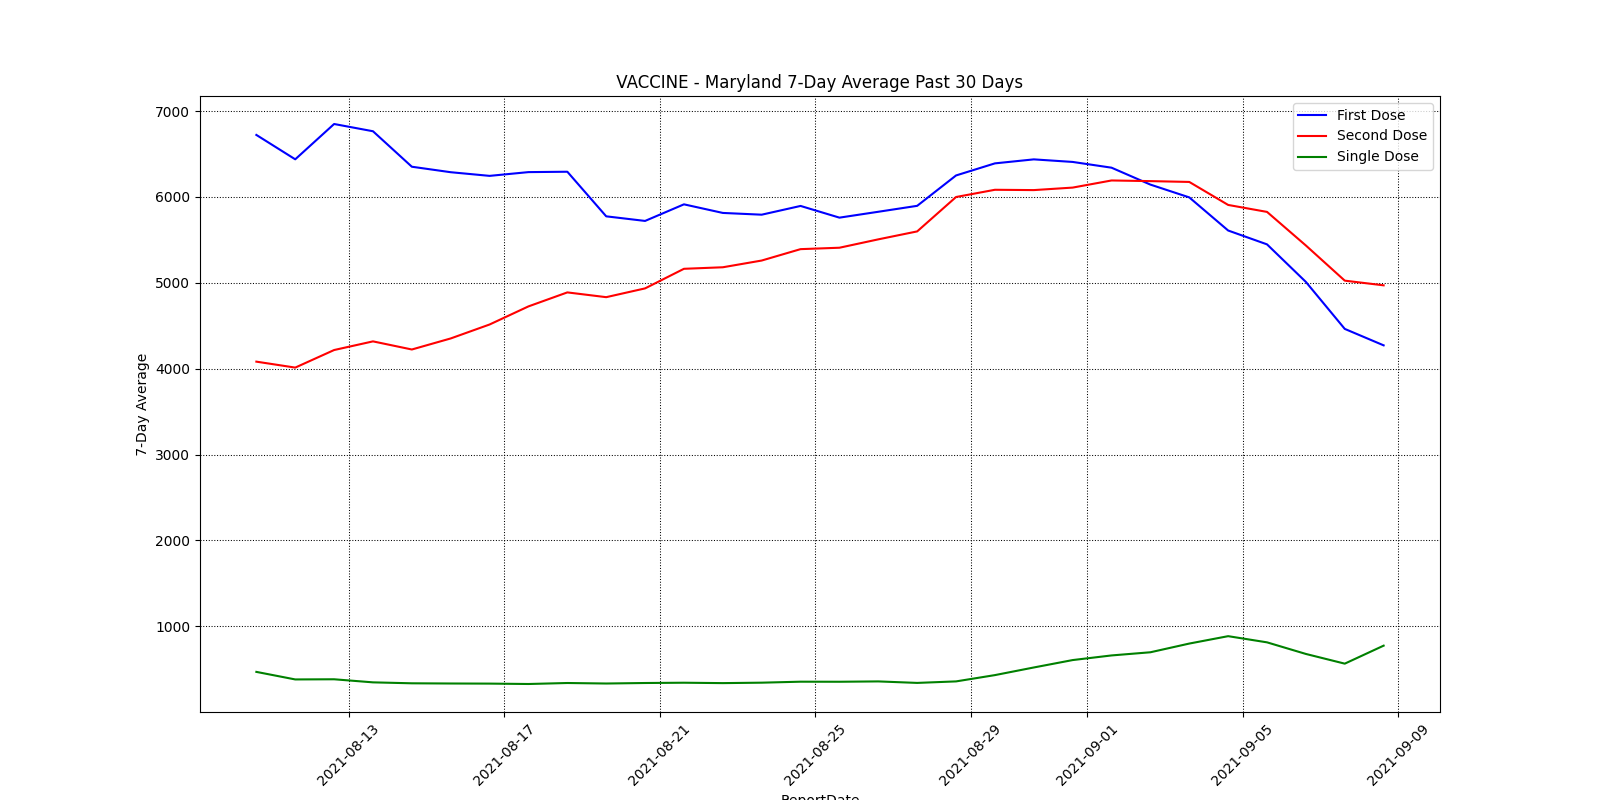 VACCINE - Maryland 7-Day Average Past 30 Days
7000
6000
5000
4000
3000
2000
1000
7-Day Average
First Dose
Second Dose
Single Dose
2021-08-13
2021-08-17
2021-08-21
2021-08-25
2021-08-29
2021-09-01
2021-09-05
2021-09-09
ReportDate